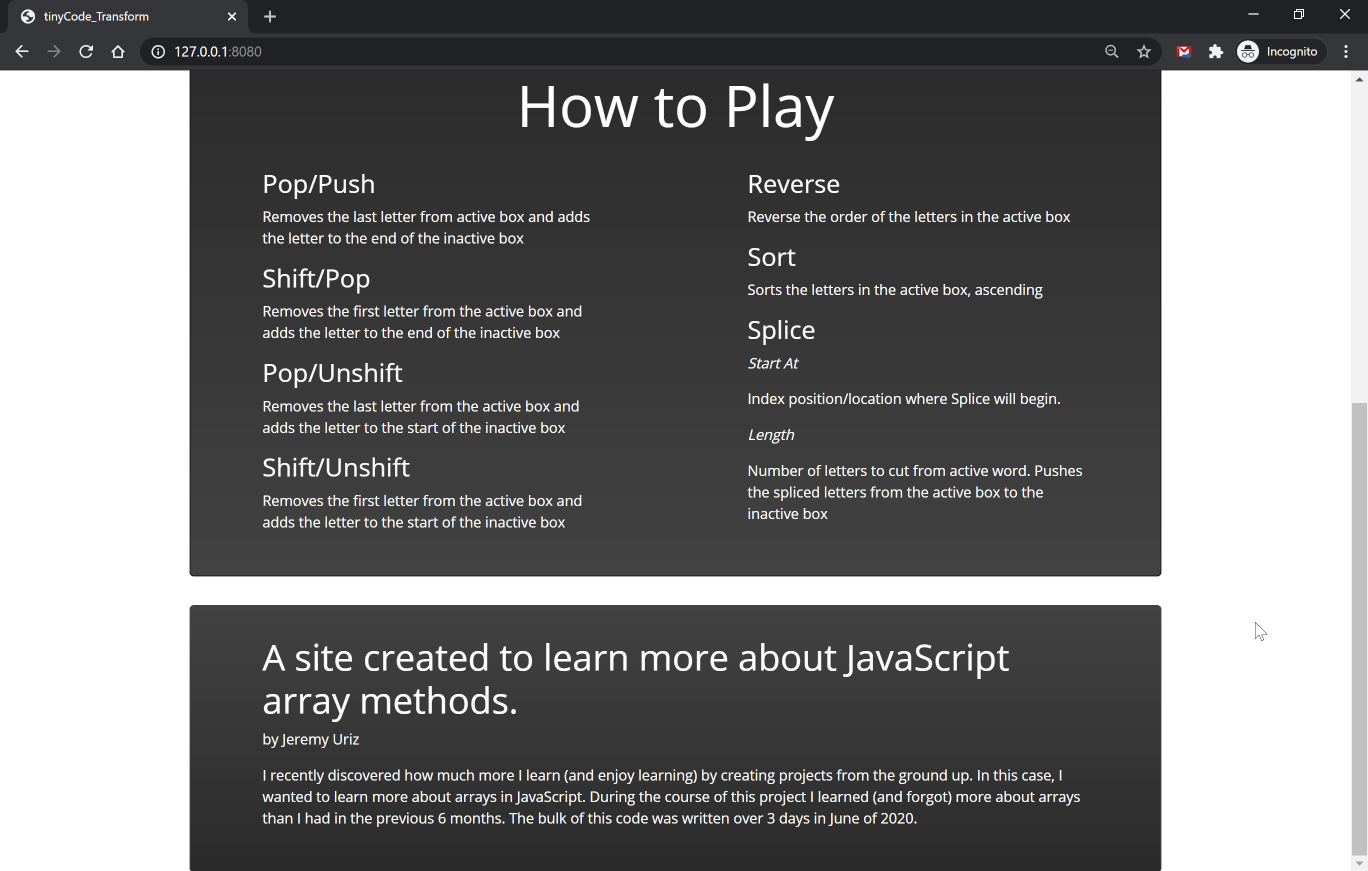 tinyCode_Transform
127.0.0.1:8080
Incognito
How to Play
Pop/Push
Removes the last letter from active box and adds
the letter to the end of the inactive box
Shift/Pop
Removes the first letter from the active box and
adds the letter to the end of the inactive box
Pop/Unshift
Removes the last letter from the active box and
adds the letter to the start of the inactive box
Shift/Unshift
Removes the first letter from the active box and
adds the letter to the start of the inactive box
Reverse
Reverse the order of the letters in the active box
Sort
Sorts the letters in the active box, ascending
Splice
Start At
Index position/location where Splice will begin.
Length
Number of letters to cut from active word. Pushes
the spliced letters from the active box to the
inactive box
A site created to learn more about JavaScript
array methods.
by Jeremy Uriz
I recently discovered how much more I learn (and enjoy learning) by creating projects from the ground up. In this case, I
wanted to learn more about arrays in JavaScript. During the course of this project I learned (and forgot) more about arrays
than I had in the previous 6 months. The bulk of this code was written over 3 days in June of 2020.